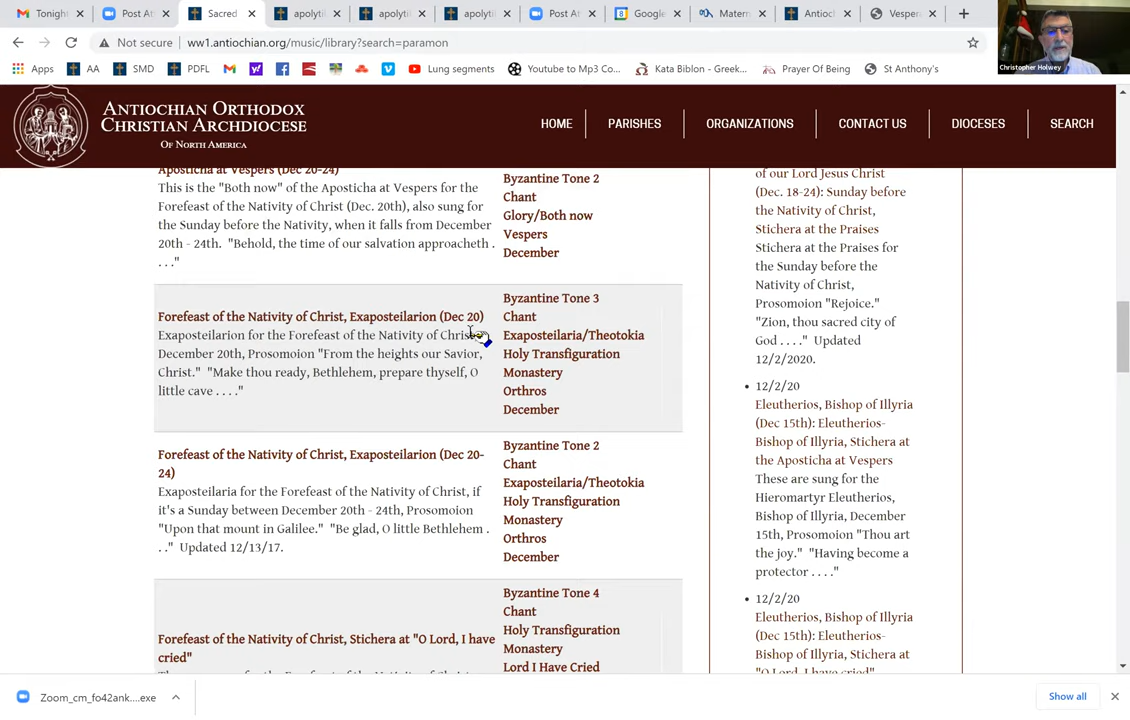 Tonight
Post At
Sacred
apolytil
apolytil
apolytil
Post At
Google
Matern
Antioch
Vespera
Not secure
ww1.antiochian.org/music/library?search=paramon
Apps
AA
SMD
PDFL
Lung segments
Youtube to Mp3 Co...
Kata Biblon - Greek...
Prayer Of Being
St Anthony's
Christopher Holwey
ANTIOCHIAN ORTHODOX
CHRISTIAN ARCHDIOCESE
OF NORTH AMERICA
HOME
PARISHES
ORGANIZATIONS
CONTACT US
DIOCESES
SEARCH
Aposticha at Vespers (Dec 20-24)
This is the "Both now" of the Aposticha at Vespers for the
Forefeast of the Nativity of Christ (Dec. 20th), also sung for
the Sunday before the Nativity, when it falls from December
20th - 24th. "Behold, the time of our salvation approacheth .
. . ."
Byzantine Tone 2
Chant
Glory/Both now
Vespers
December
Forefeast of the Nativity of Christ, Exaposteilarion (Dec 20)
Exaposteilarion for the Forefeast of the Nativity of Christ
December 20th, Prosomoion "From the heights our Savior,
Christ." "Make thou ready, Bethlehem, prepare thyself, O
little cave . . . ."
Byzantine Tone 3
Chant
Exaposteilaria/Theotokia
Holy Transfiguration
Monastery
Orthros
December
Forefeast of the Nativity of Christ, Exaposteilarion (Dec 20-
24)
Exaposteilaria for the Forefeast of the Nativity of Christ, if
it's a Sunday between December 20th - 24th, Prosomoion
"Upon that mount in Galilee." "Be glad, O little Bethlehem .
. ." Updated 12/13/17.
Byzantine Tone 2
Chant
Exaposteilaria/Theotokia
Holy Transfiguration
Monastery
Orthros
December
Forefeast of the Nativity of Christ, Stichera at "O Lord, I have
cried"
Byzantine Tone 4
Chant
Holy Transfiguration
Monastery
Lord I Have Cried
of our Lord Jesus Christ
(Dec. 18-24): Sunday before
the Nativity of Christ,
Stichera at the Praises
Stichera at the Praises for
the Sunday before the
Nativity of Christ,
Prosomoion "Rejoice."
"Zion, thou sacred city of
God . . . ." Updated
12/2/2020.
12/2/20
Eleutherios, Bishop of Illyria
(Dec 15th): Eleutherios-
Bishop of Illyria, Stichera at
the Aposticha at Vespers
These are sung for the
Hieromartyr Eleutherios,
Bishop of Illyria, December
15th, Prosomoion "Thou art
the joy." "Having become a
protector . . . ."
12/2/20
Eleutherios, Bishop of Illyria
(Dec 15th): Eleutherios-
Bishop of Illyria, Stichera at
"O Lord, I have cried"
Zoom_cm_fo42ank....exe
Show all